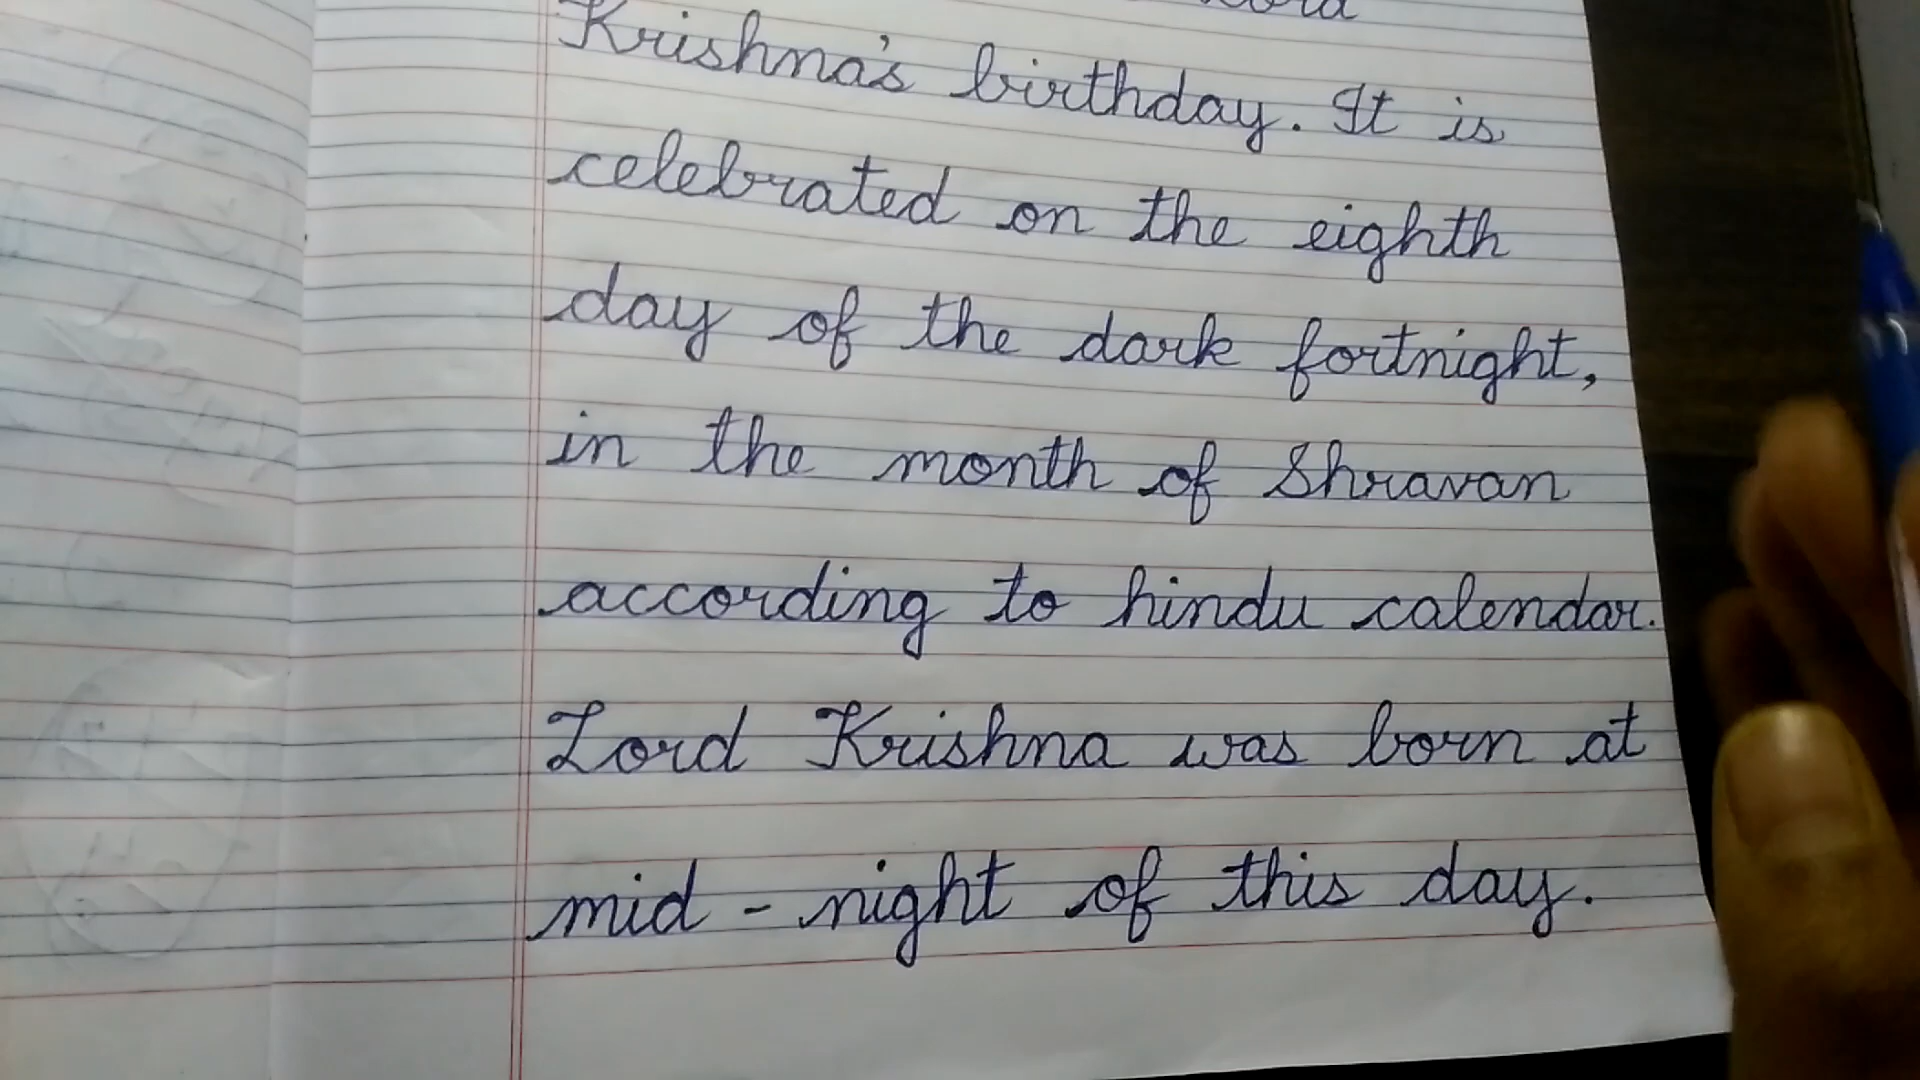 Krishna's birthday. It is
celebrated on the eighth
day of the dark fortnight,
in the month of Shravan
according to hindu calendar.
Lord Krishna was born at
mid - night of this day.